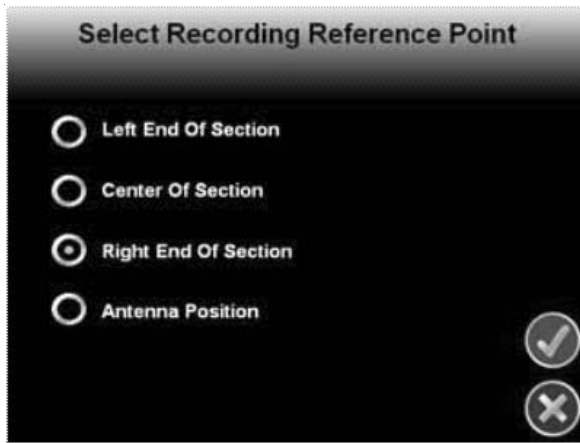 Select Recording Reference Point
Left End Of Section
Center Of Section
Right End Of Section
Antenna Position